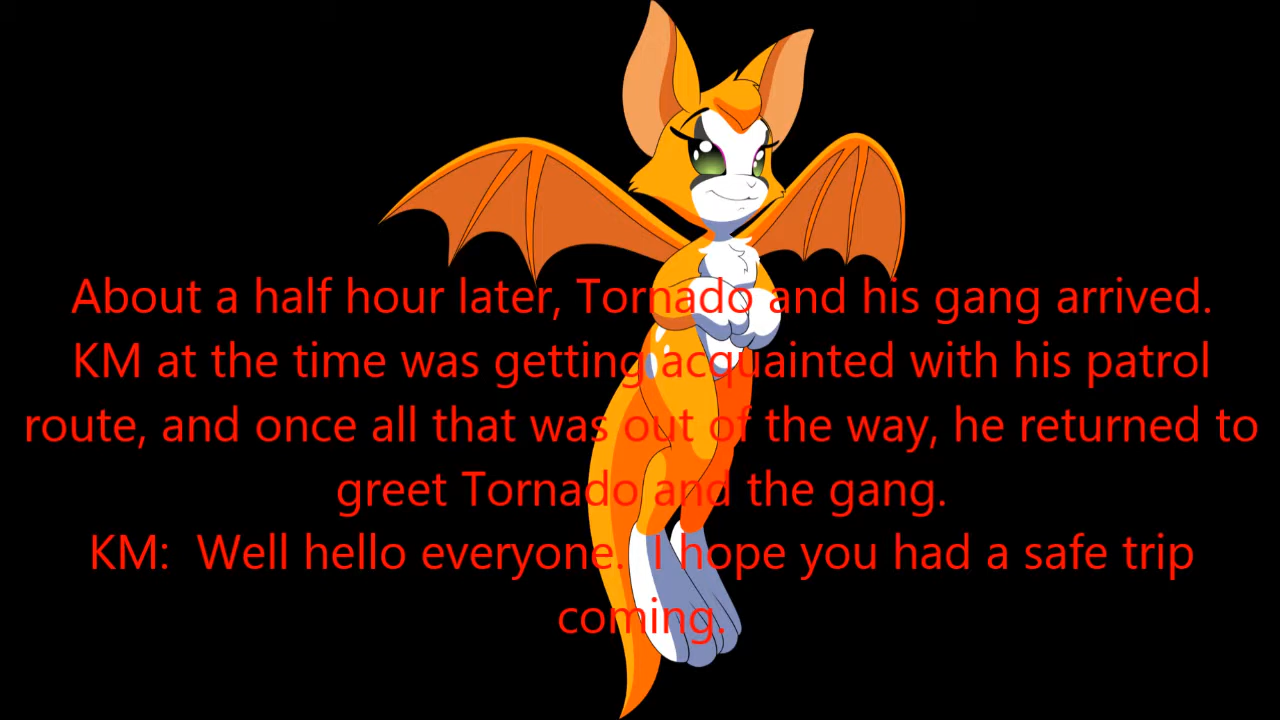 About a half hour later, Tornado and his gang arrived.
KM at the time was getting acquainted with his patrol
route, and once all that was out of the way, he returned to
greet Tornado and the gang.
KM:  Well hello everyone.  I hope you had a safe trip
coming.